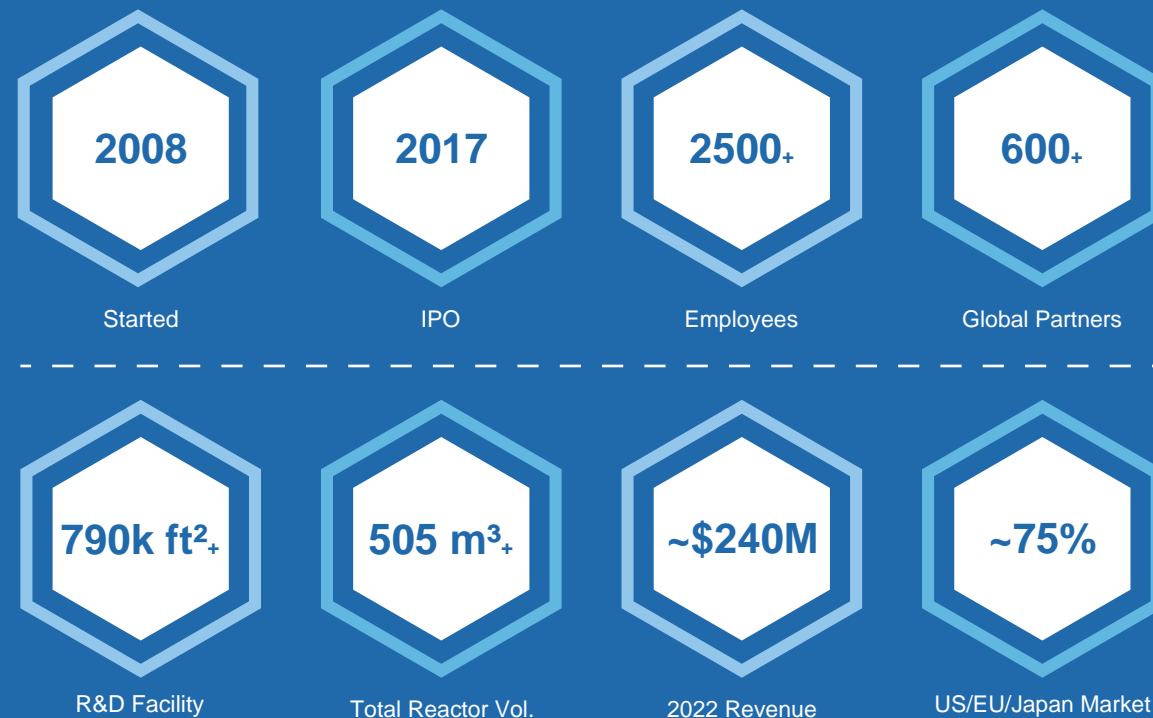 2008
2017
2500+
600+
Started
IPO
Employees
Global Partners
790k ft²+
505 m³+
~$240M
~75%
R&D Facility
Total Reactor Vol.
2022 Revenue
US/EU/Japan Market